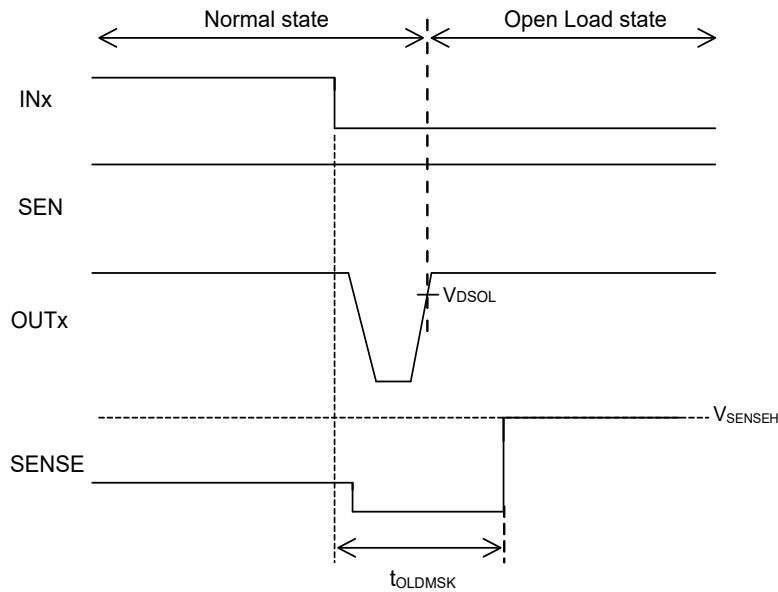 Normal state
Open Load state
INx
SEN
VDSOL
OUTx
VSENSEH
SENSE
tOLDMSK